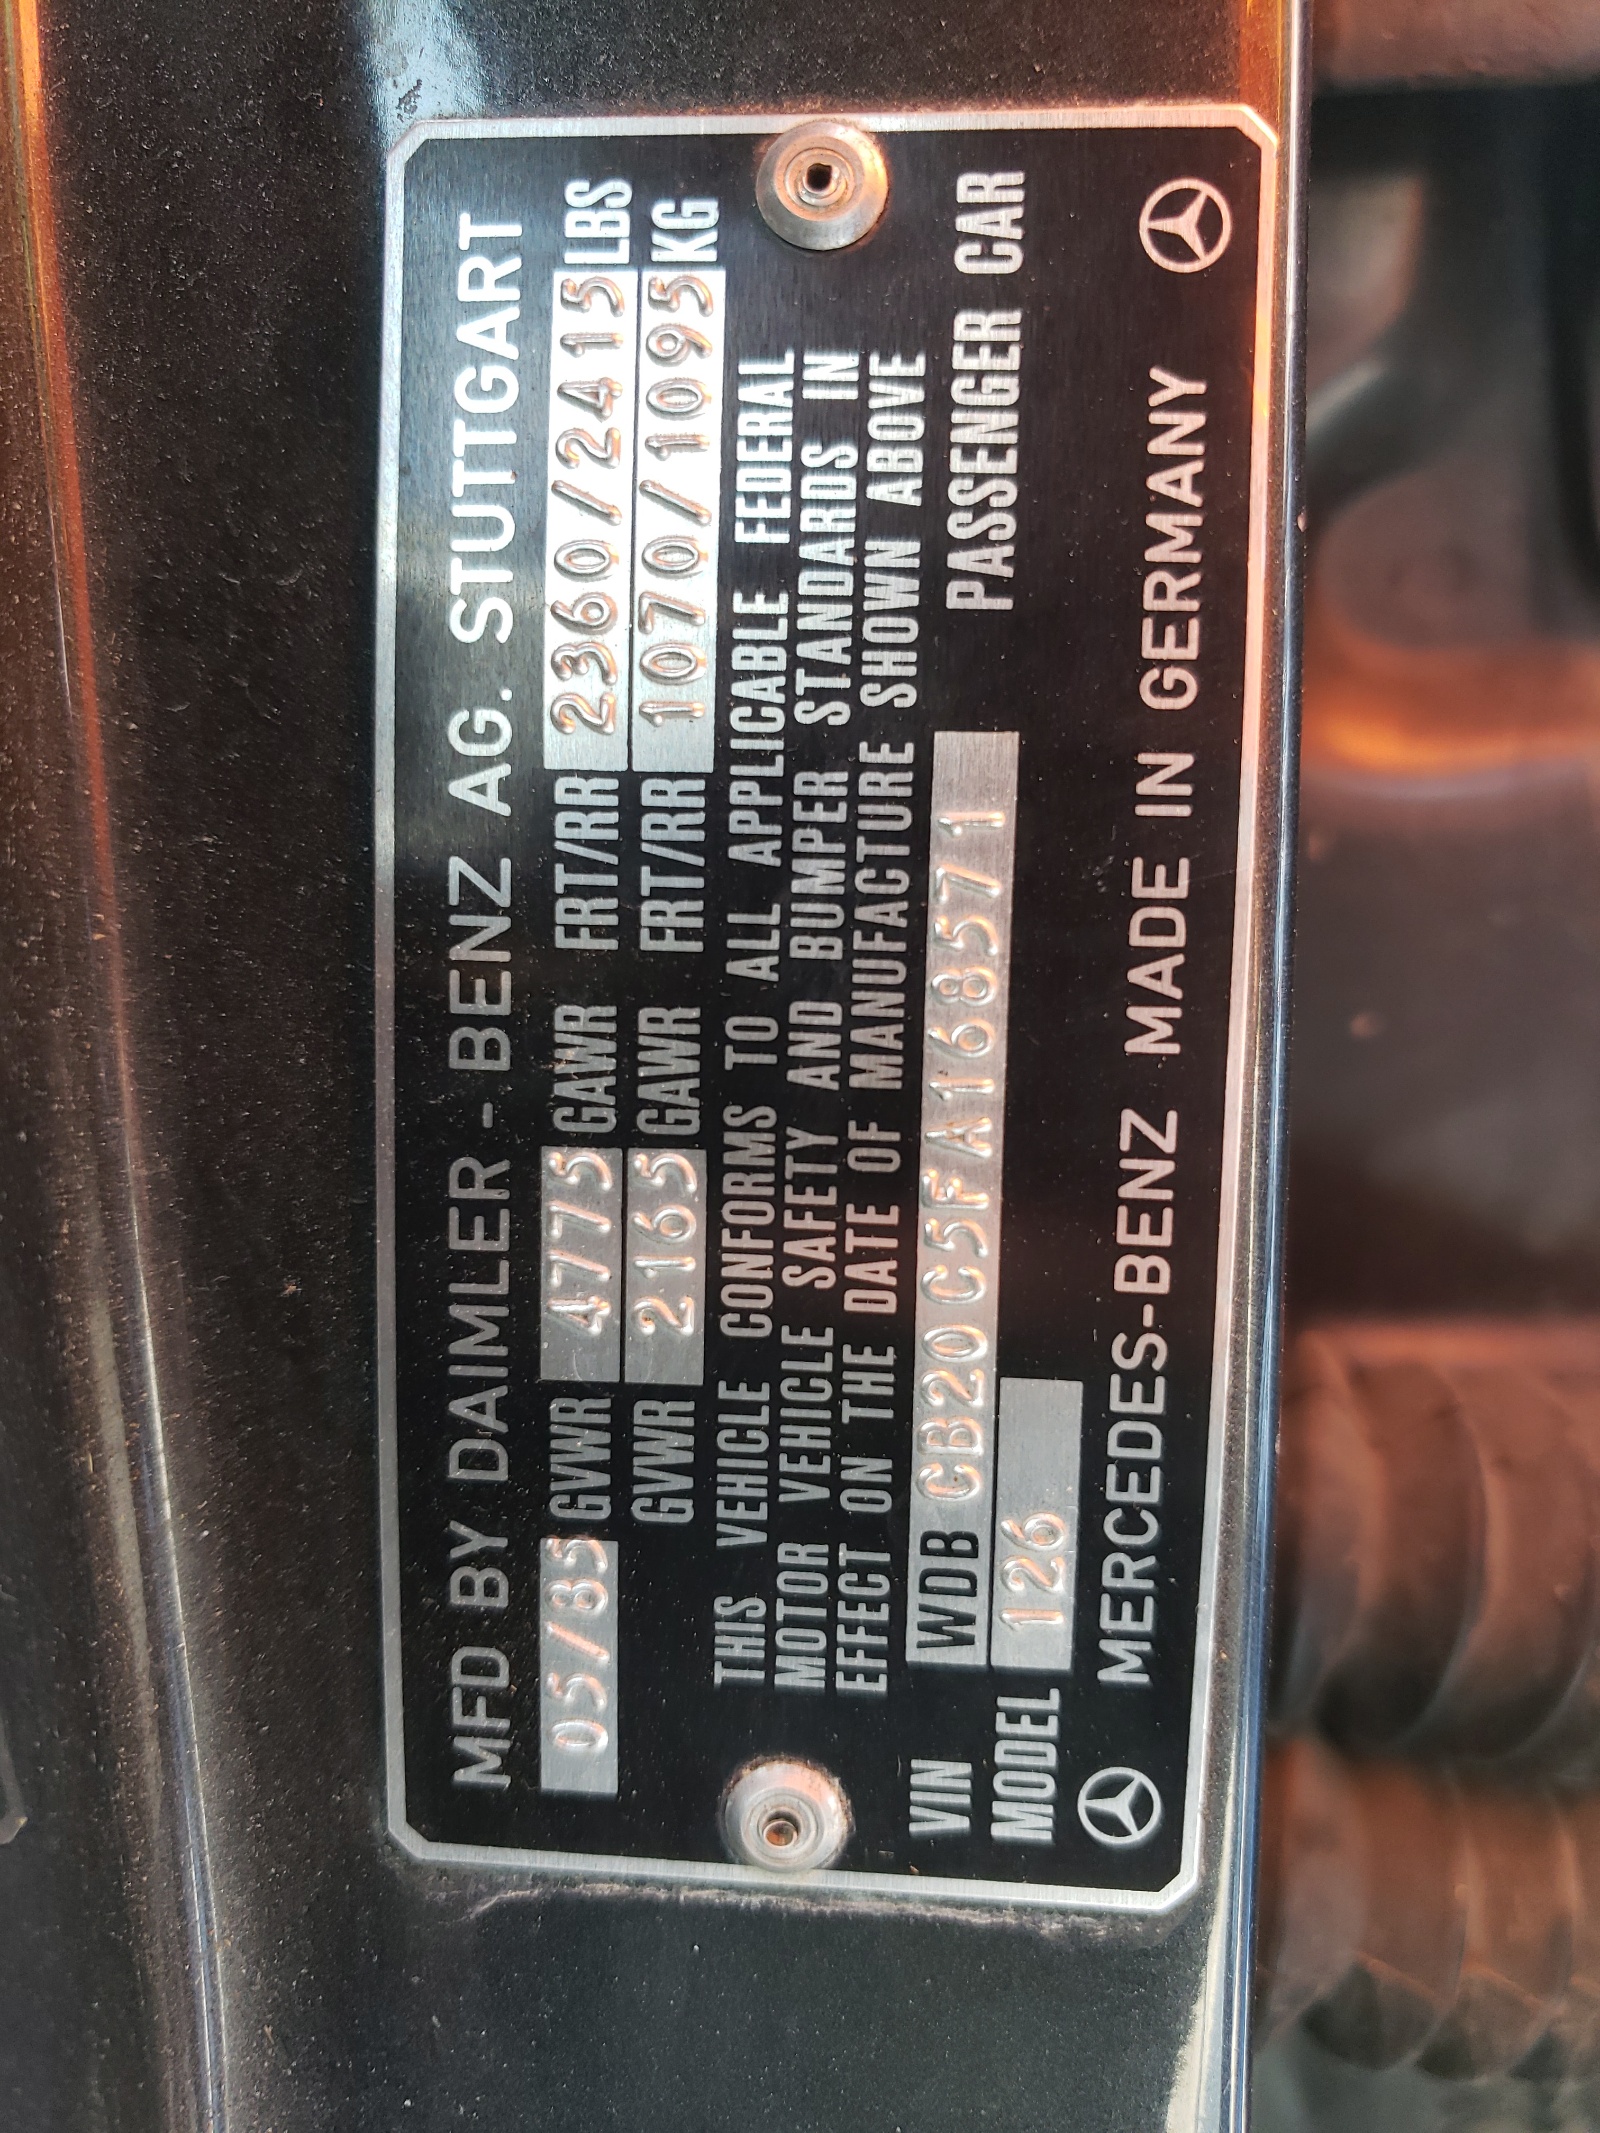 MFD BY DAIMLER - BENZ AG. STUTTGART
05/85 GVWR 4775 GAWR FRT/RR 2360/2415 LBS
GVWR 2165 GAWR FRT/RR 1070/1095 KG
THIS VEHICLE CONFORMS TO ALL APPLICABLE FEDERAL
MOTOR VEHICLE SAFETY AND BUMPER STANDARDS IN
EFFECT ON THE DATE OF MANUFACTURE SHOWN ABOVE
VIN WDB CB20C5FA168571 PASSENGER CAR
MODEL 126
MERCEDES-BENZ MADE IN GERMANY